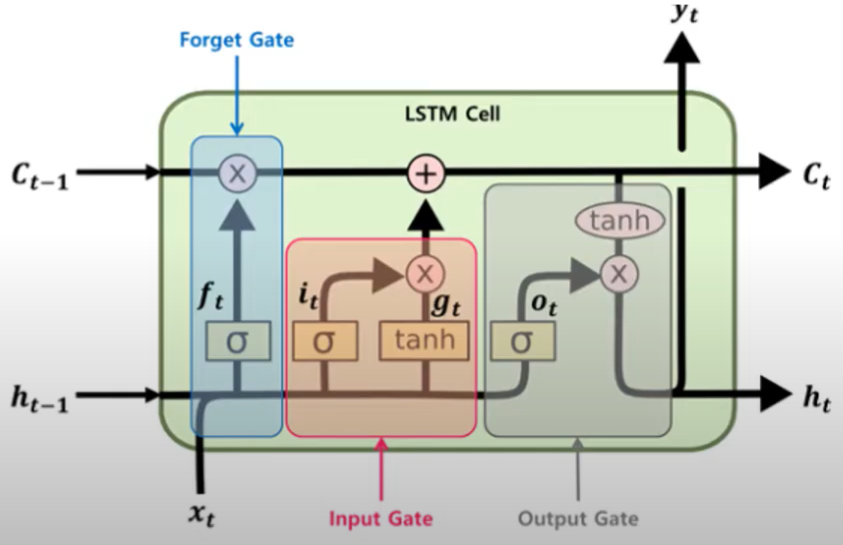 y_t
Forget Gate
LSTM Cell
C_{t-1}
X
+
C_t
tanh
X
X
f_t
i_t
g_t
o_t
σ
σ
tanh
σ
h_{t-1}
h_t
x_t
Input Gate
Output Gate